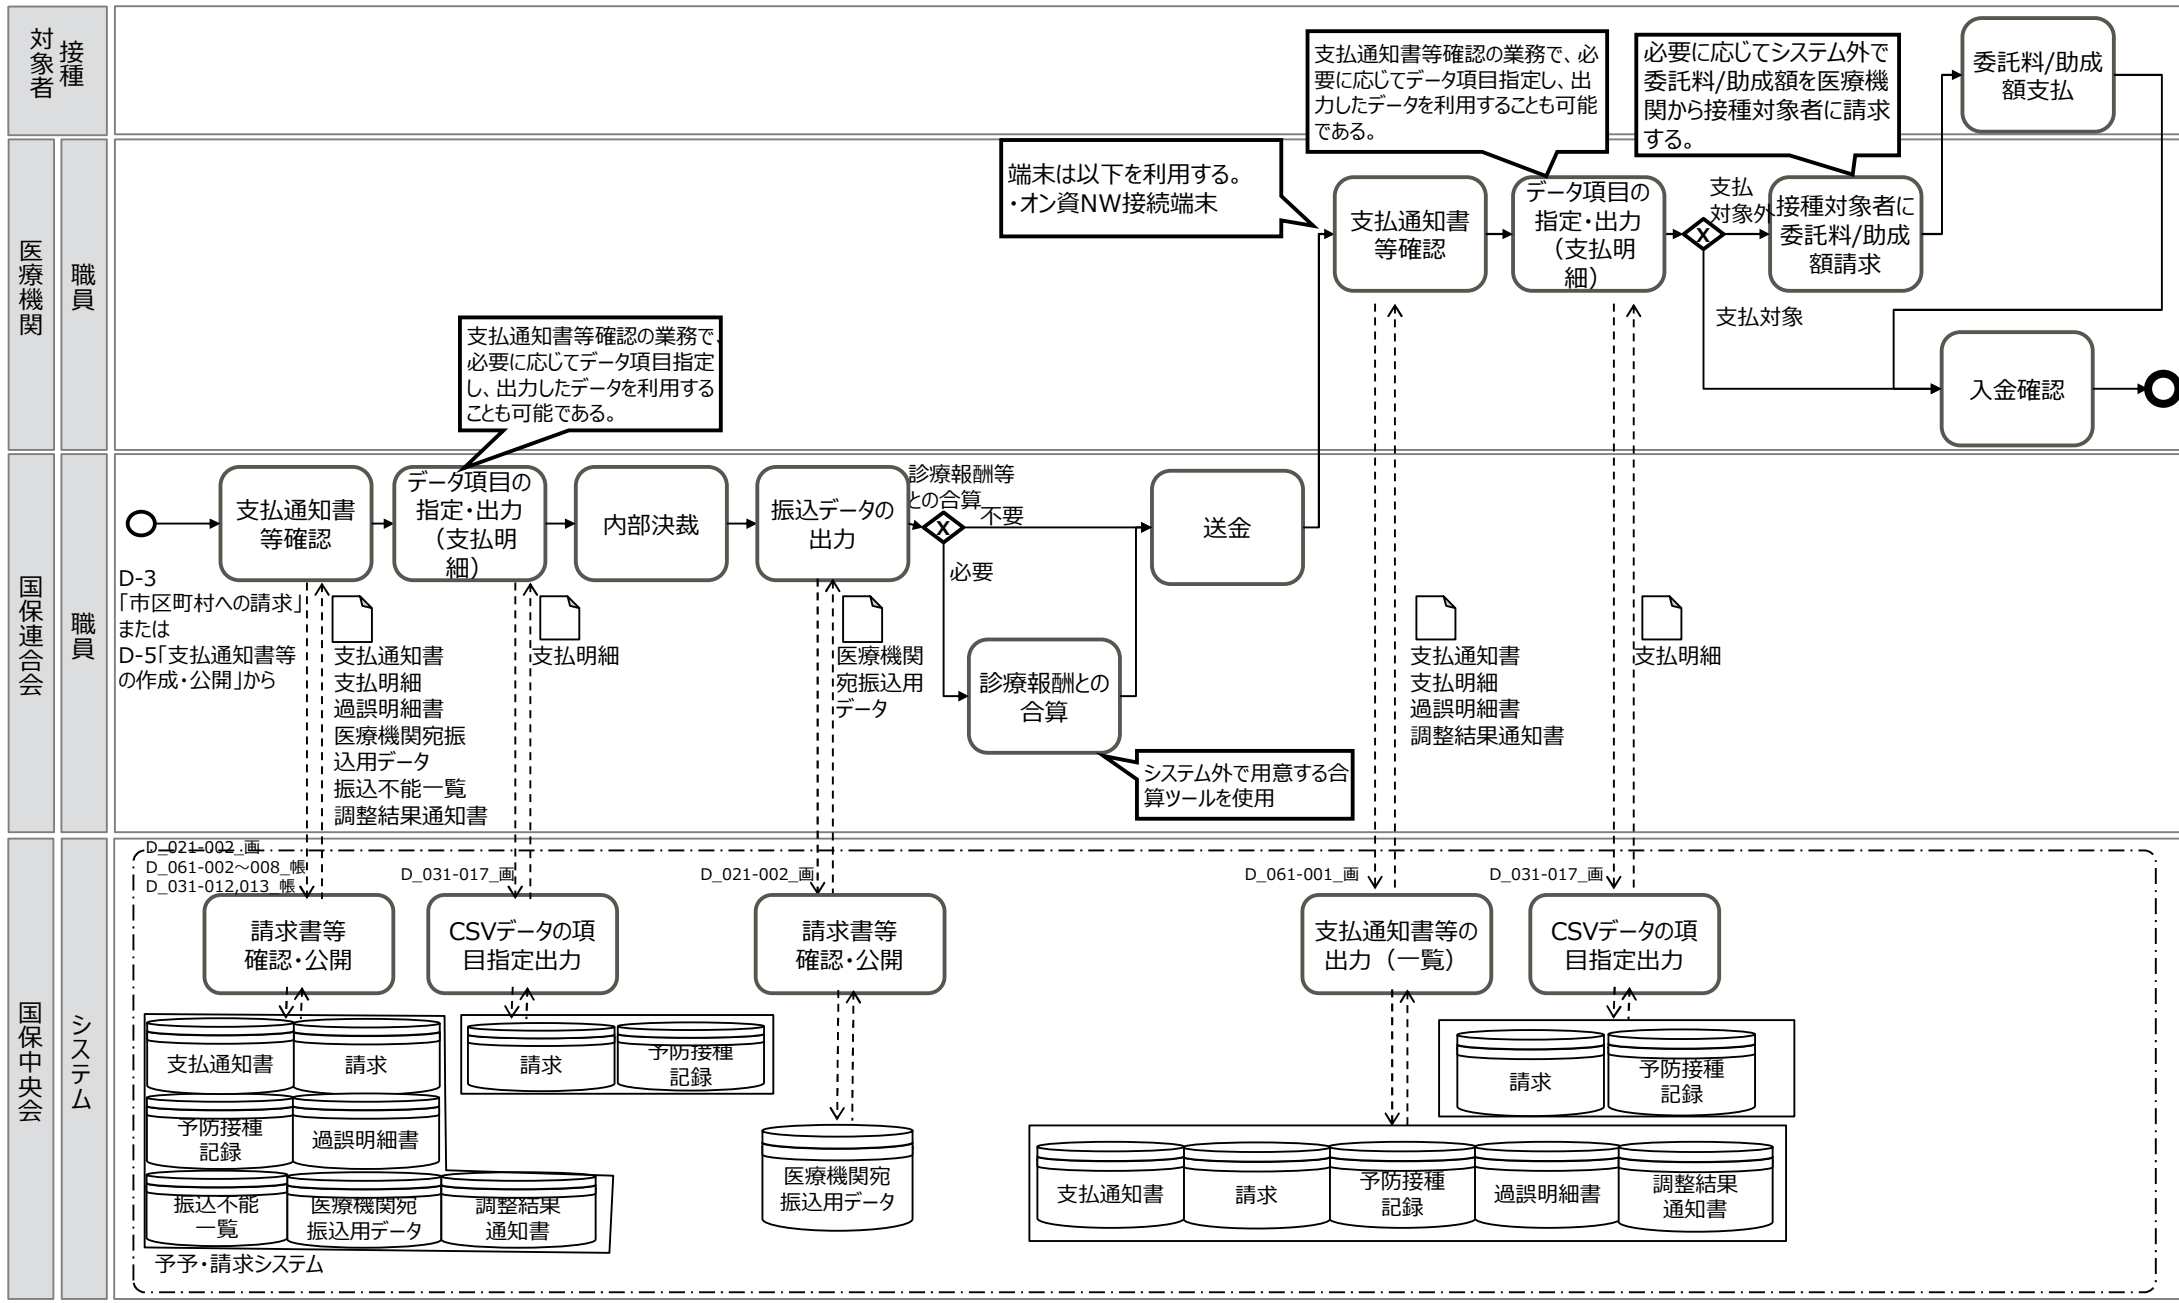 接種
対象者
支払通知書等確認の業務で、必
要に応じてデータ項目指定し、出
力したデータを利用することも可能
である。
必要に応じてシステム外で
委託料/助成額を医療機
関から接種対象者に請求
する。
委託料/助成
額支払
医療機関
職員
端末は以下を利用する。
・オン資NW接続端末
支払通知書
等確認
データ項目の
指定・出力
（支払明
細）
支払
対象外
X
接種対象者に
委託料/助成
額請求
支払対象
入金確認
支払通知書等確認の業務で、
必要に応じてデータ項目指定
し、出力したデータを利用する
ことも可能である。
国保連合会
職員
支払通知書
等確認
データ項目の
指定・出力
（支払明
細）
内部決裁
振込データの
出力
診療報酬等
との合算
X
不要
必要
送金
診療報酬との
合算
システム外で用意する合
算ツールを使用
D-3
「市区町村への請求」
または
D-5「支払通知書等
の作成・公開」から
支払通知書
支払明細
過誤明細書
医療機関宛振
込用データ
振込不能一覧
調整結果通知書
支払明細
医療機関
宛振込用
データ
支払通知書
支払明細
過誤明細書
調整結果通知書
支払明細
国保中央会
システム
D_021-002_画
D_061-002～008_帳
D_031-012,013_帳
D_031-017_画
D_021-002_画
D_061-001_画
D_031-017_画
請求書等
確認・公開
CSVデータの項
目指定出力
請求書等
確認・公開
支払通知書等の
出力（一覧）
CSVデータの項
目指定出力
支払通知書
請求
予防接種
記録
過誤明細書
振込不能
一覧
医療機関宛
振込用データ
調整結果
通知書
請求
予防接種
記録
医療機関宛
振込用データ
請求
予防接種
記録
支払通知書
請求
予防接種
記録
過誤明細書
調整結果
通知書
予予・請求システム